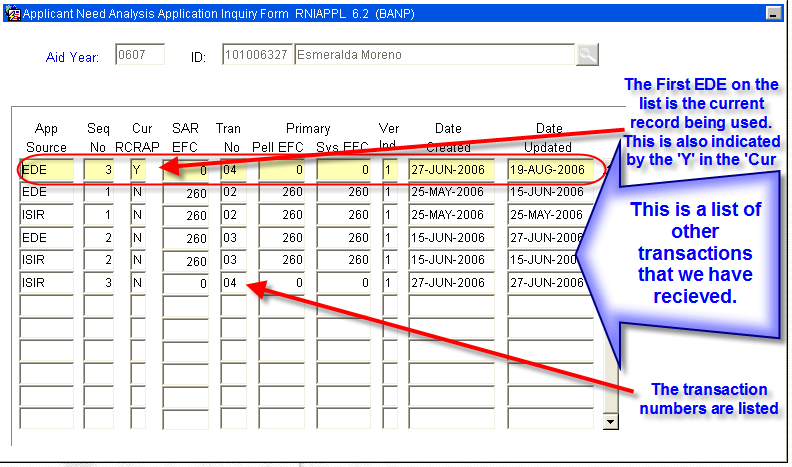 Applicant Need Analysis Application Inquiry Form RNIAPPL 6.2 (BANP)
Aid Year: 0607 ID: 101006327 Esmeralda Moreno
The First EDE on the
list is the current
record being used.
This is also indicated
by the 'Y' in the 'Cur
App Seq Cur SAR Tran Primary Ver Date Date
Source No RCRAP EFC No Pell EFC Sys EFC Ind Created Updated
EDE 3 Y 0 04 0 0 1 27-JUN-2006 19-AUG-2006
EDE 1 N 260 02 260 260 1 25-MAY-2006 15-JUN-2006
ISIR 1 N 260 02 260 260 1 25-MAY-2006 25-MAY-2006
EDE 2 N 260 03 260 260 1 15-JUN-2006 27-JUN-2006
ISIR 2 N 260 03 260 260 1 15-JUN-2006 15-JUN-2006
ISIR 3 N 0 04 0 0 1 27-JUN-2006 27-JUN-2006
This is a list of
other
transactions
that we have
recieved.
The transaction
numbers are listed